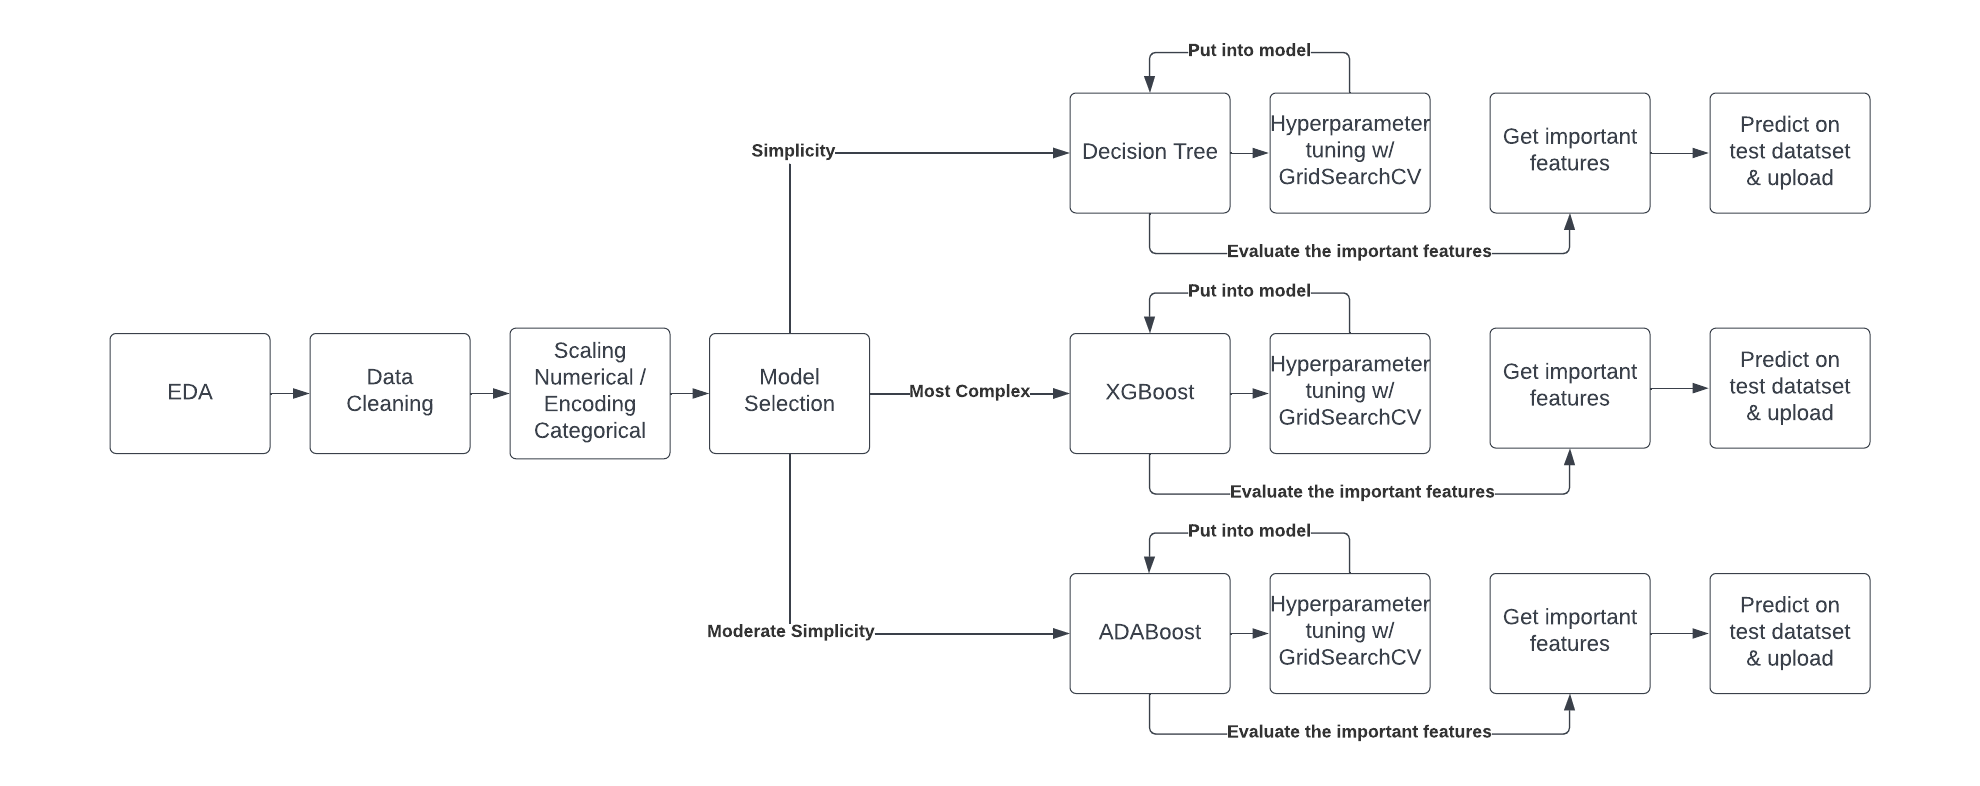 Put into model
Decision Tree
Hyperparameter
tuning w/
GridSearchCV
Get important
features
Predict on
test datatset
& upload
Simplicity
Evaluate the important features
Put into model
EDA
Data
Cleaning
Scaling
Numerical /
Encoding
Categorical
Model
Selection
Most Complex
XGBoost
Hyperparameter
tuning w/
GridSearchCV
Get important
features
Predict on
test datatset
& upload
Evaluate the important features
Put into model
Moderate Simplicity
ADABoost
Hyperparameter
tuning w/
GridSearchCV
Get important
features
Predict on
test datatset
& upload
Evaluate the important features